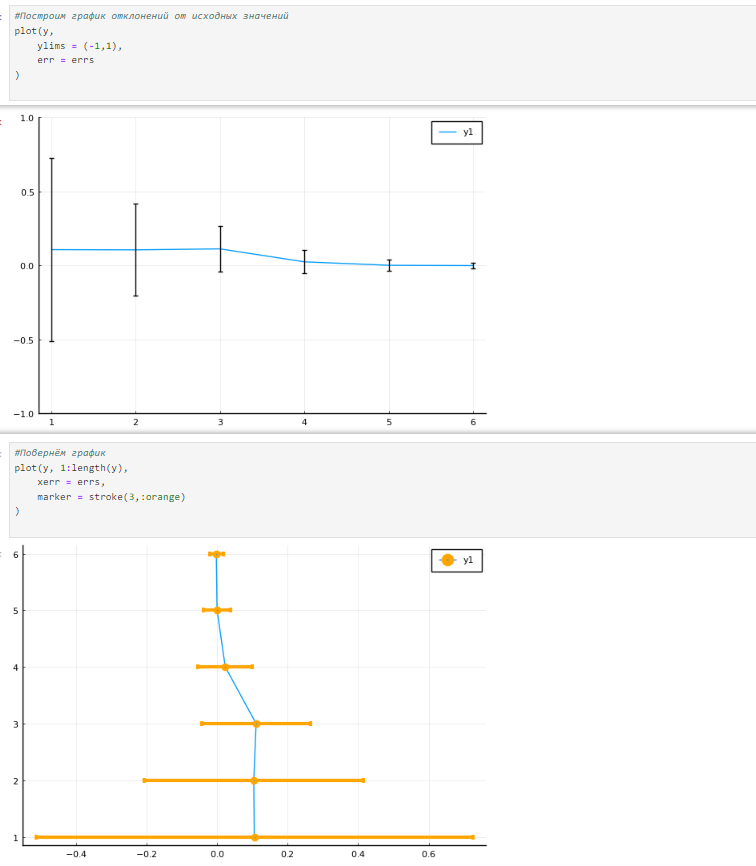 #Построим график отклонений от исходных значений
plot(y,
ylims = (-1,1),
err = errs
)
1.0
0.5
0.0
−0.5
−1.0
1 2 3 4 5 6
y1
#Повернём график
plot(y, 1:length(y),
xerr = errs,
marker = stroke(3,:orange)
)
6
5
4
3
2
1
−0.4 −0.2 0.0 0.2 0.4 0.6
y1